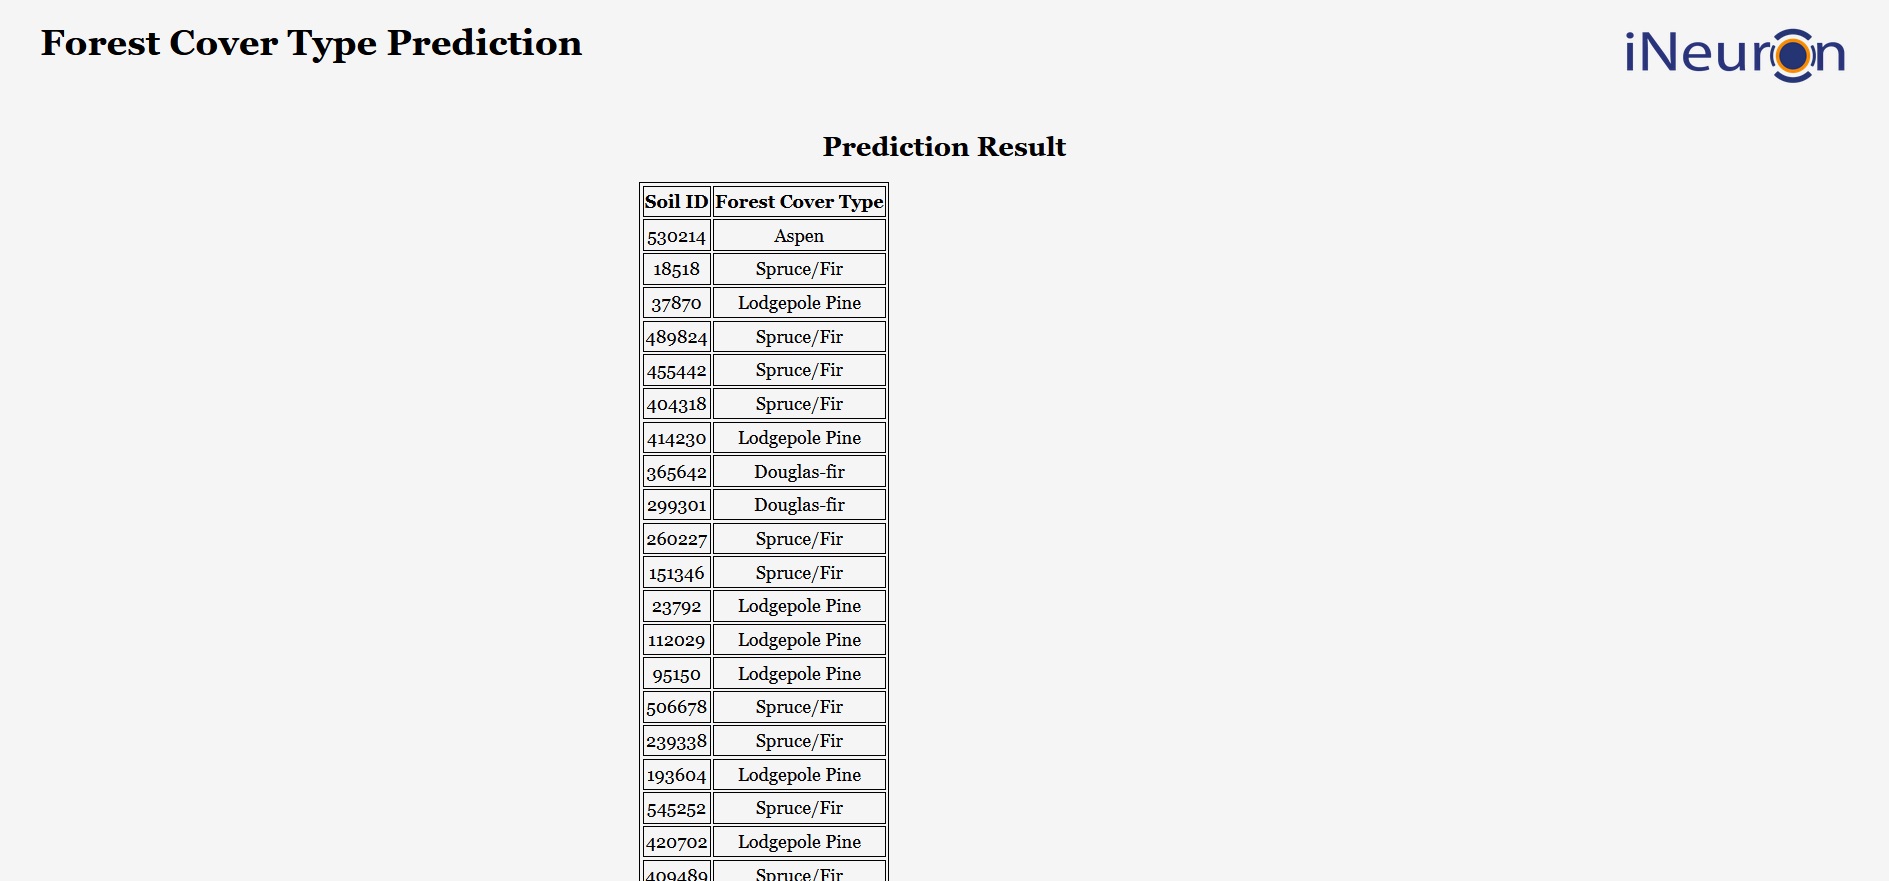 Forest Cover Type Prediction
iNeuron
Prediction Result
Soil ID Forest Cover Type
530214 Aspen
18518 Spruce/Fir
37870 Lodgepole Pine
489824 Spruce/Fir
455442 Spruce/Fir
404318 Spruce/Fir
414230 Lodgepole Pine
365642 Douglas-fir
299301 Douglas-fir
260227 Spruce/Fir
151346 Spruce/Fir
23792 Lodgepole Pine
112029 Lodgepole Pine
95150 Lodgepole Pine
506678 Spruce/Fir
239338 Spruce/Fir
193604 Lodgepole Pine
545252 Spruce/Fir
420702 Lodgepole Pine
409489 Spruce/Fir